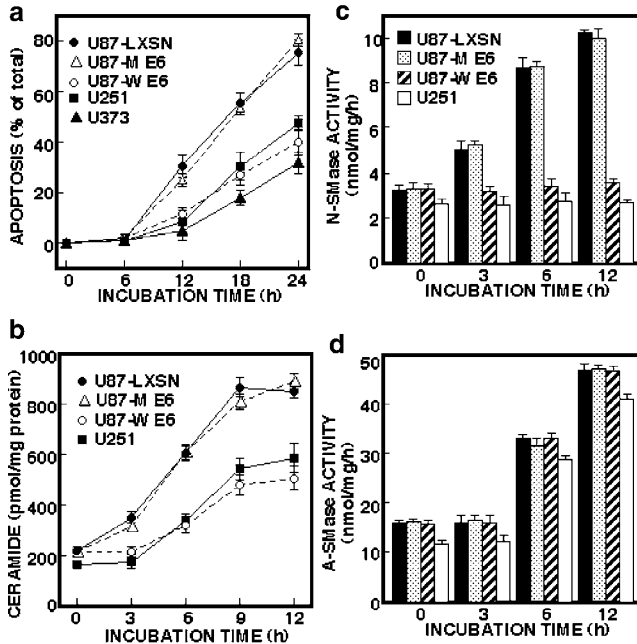 a
80
60
40
20
0
APOPTOSIS (% of total)
U87-LXSN
U87-M E6
U87-W E6
U251
U373
0 6 12 18 24
INCUBATION TIME (h)
b
1000
800
600
400
200
0
CERAMIDE (pmol/mg protein)
U87-LXSN
U87-M E6
U87-W E6
U251
0 3 6 9 12
INCUBATION TIME (h)
c
10
8
6
4
2
0
N-SMase ACTIVITY
(nmol/mg/h)
U87-LXSN
U87-M E6
U87-W E6
U251
0 3 6 12
INCUBATION TIME (h)
d
50
40
30
20
10
0
A-SMase ACTIVITY
(nmol/mg/h)
0 3 6 12
INCUBATION TIME (h)